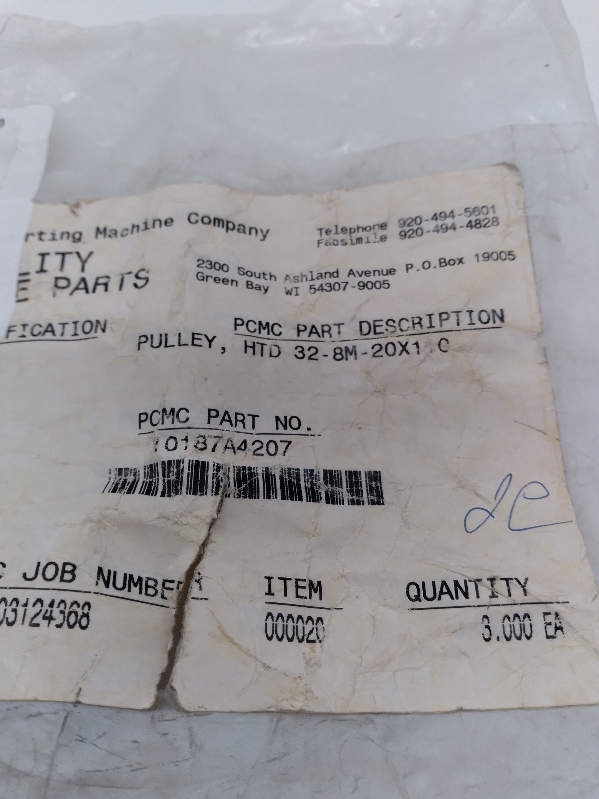 rting Machine Company
Telephone 920-494-5601
Facsimile 920-494-4828
LITY
E PARTS
2300 South Ashland Avenue P.O.Box 19005
Green Bay WI 54307-9005
FICATION
PCMC PART DESCRIPTION
PULLEY, HTD 32-8M-20X1
PCMC PART NO.
10187A4207
C JOB NUMBER
ITEM
QUANTITY
03124368
000020
3.000 EA